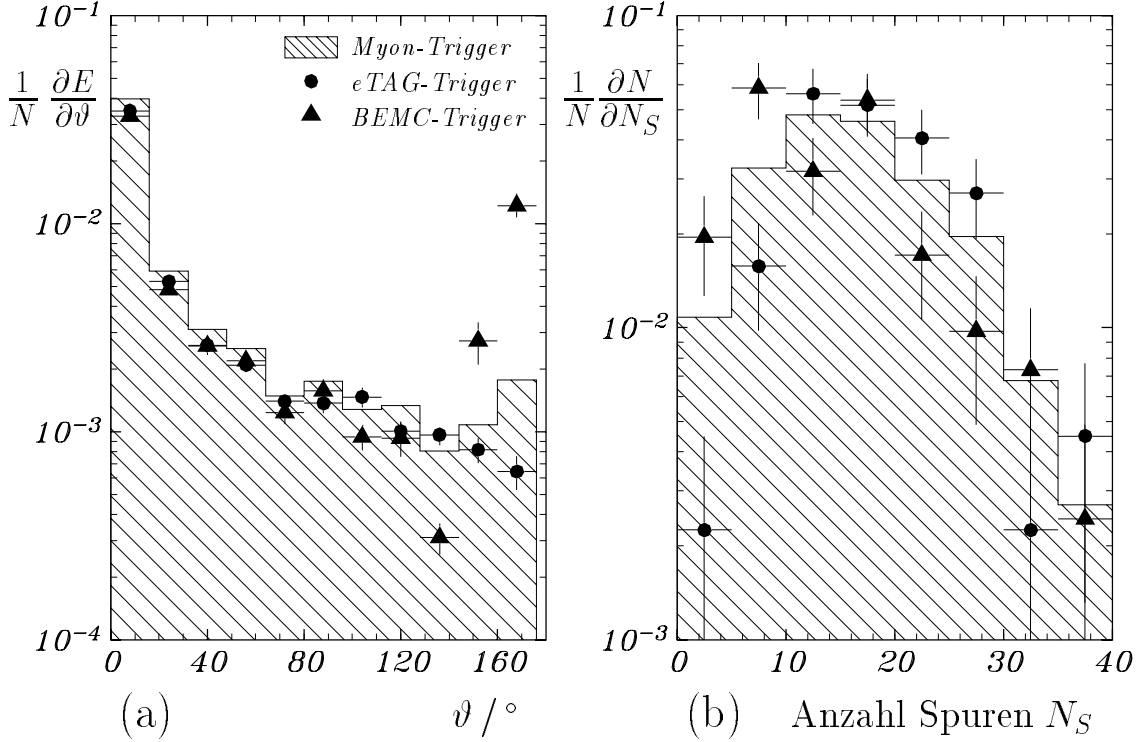 10⁻¹
10⁻²
10⁻³
10⁻⁴
1/N ∂E/∂ϑ
Myon-Trigger
eTAG-Trigger
BEMC-Trigger
0 40 80 120 160
(a) ϑ / °
10⁻¹
10⁻²
10⁻³
1/N ∂N/∂N_S
0 10 20 30 40
(b) Anzahl Spuren N_S